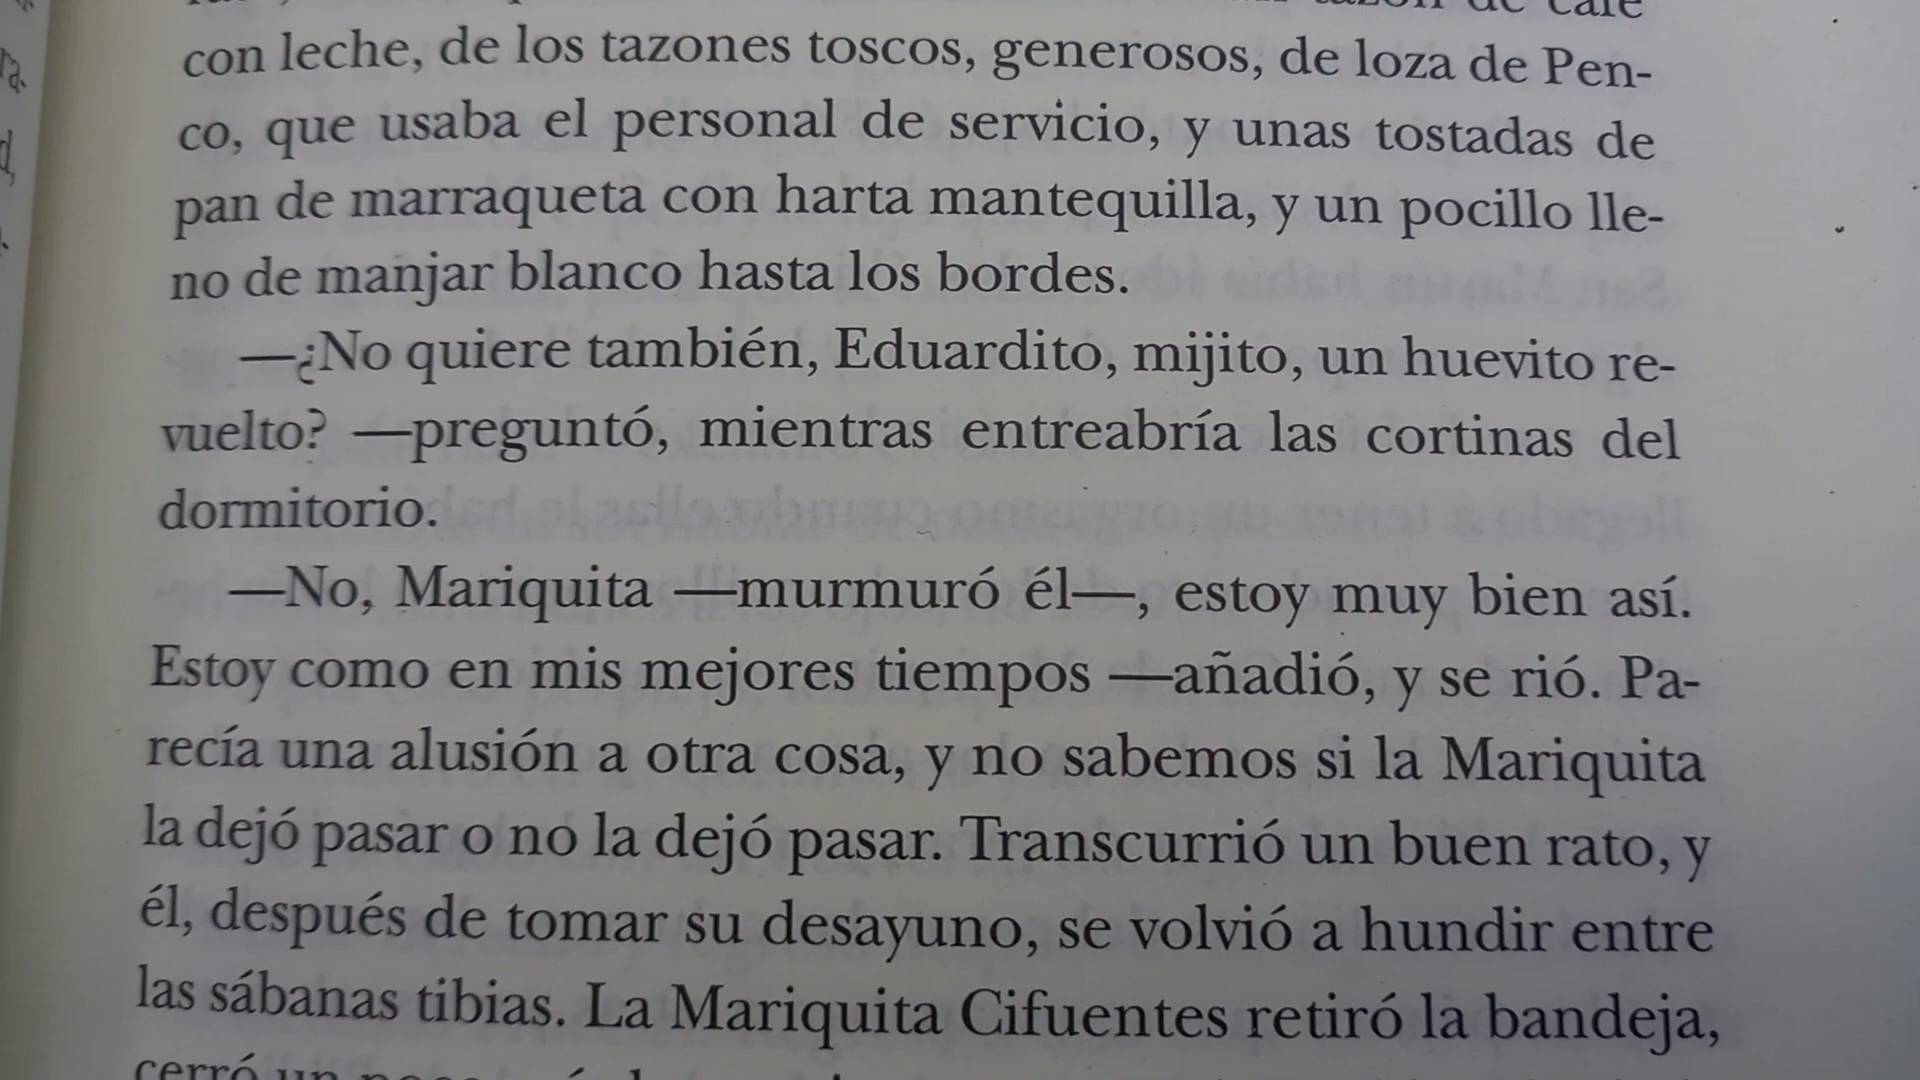 tazón de café
con leche, de los tazones toscos, generosos, de loza de Pen-
co, que usaba el personal de servicio, y unas tostadas de
pan de marraqueta con harta mantequilla, y un pocillo lle-
no de manjar blanco hasta los bordes.
—¿No quiere también, Eduardito, mijito, un huevito re-
vuelto? —preguntó, mientras entreabría las cortinas del
dormitorio.
—No, Mariquita —murmuró él—, estoy muy bien así.
Estoy como en mis mejores tiempos —añadió, y se rió. Pa-
recía una alusión a otra cosa, y no sabemos si la Mariquita
la dejó pasar o no la dejó pasar. Transcurrió un buen rato, y
él, después de tomar su desayuno, se volvió a hundir entre
las sábanas tibias. La Mariquita Cifuentes retiró la bandeja,
cerró un